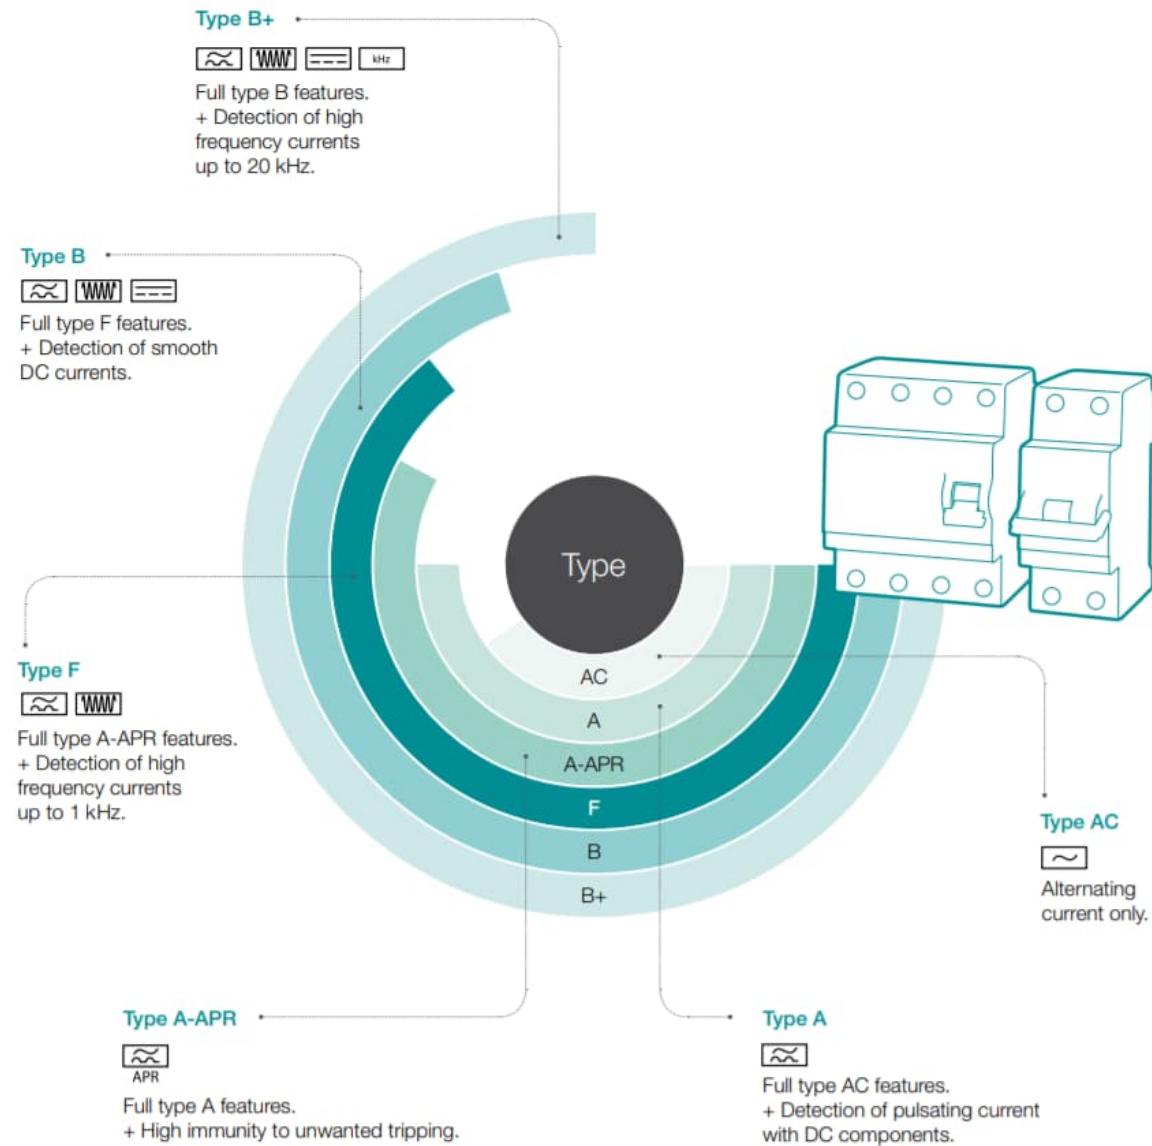 Type B+
kHz
Full type B features.
+ Detection of high
frequency currents
up to 20 kHz.
Type B
Full type F features.
+ Detection of smooth
DC currents.
Type
Type F
Full type A-APR features.
+ Detection of high
frequency currents
up to 1 kHz.
AC
A
A-APR
F
B
B+
Type AC
Alternating
current only.
Type A-APR
APR
Full type A features.
+ High immunity to unwanted tripping.
Type A
Full type AC features.
+ Detection of pulsating current
with DC components.